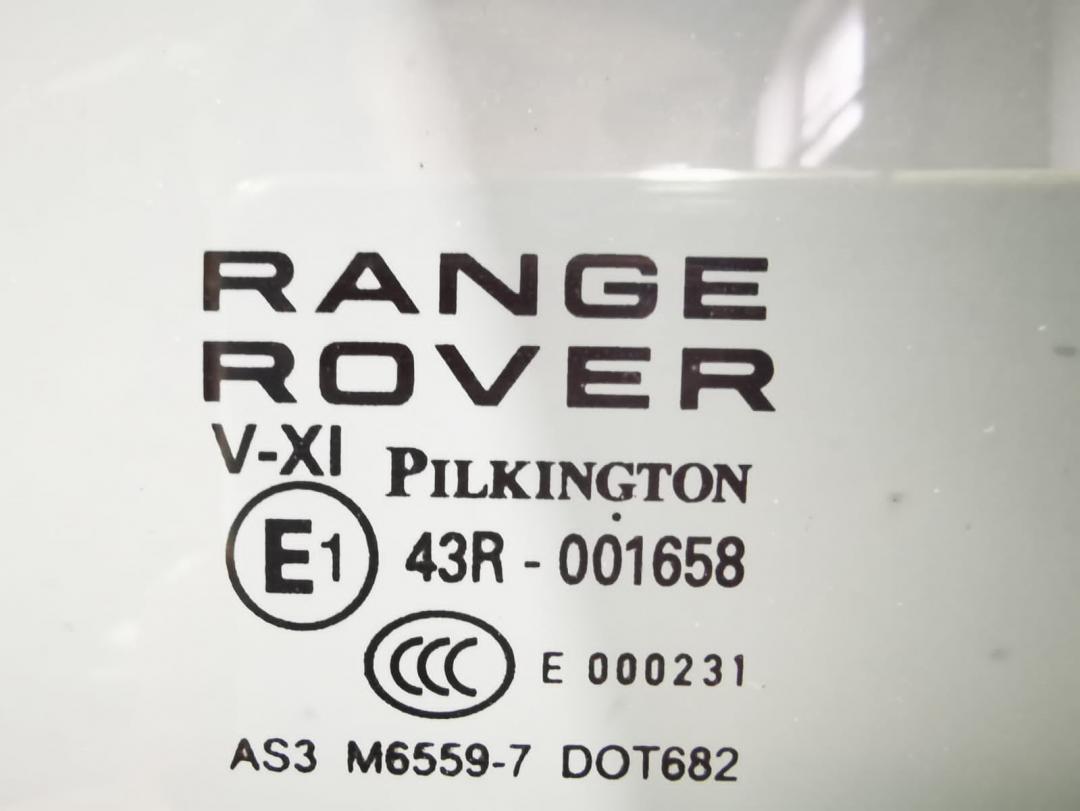 RANGE
ROVER
V-XI PILKINGTON
E1 43R - 001658
CCC E 000231
AS3 M6559-7 DOT682